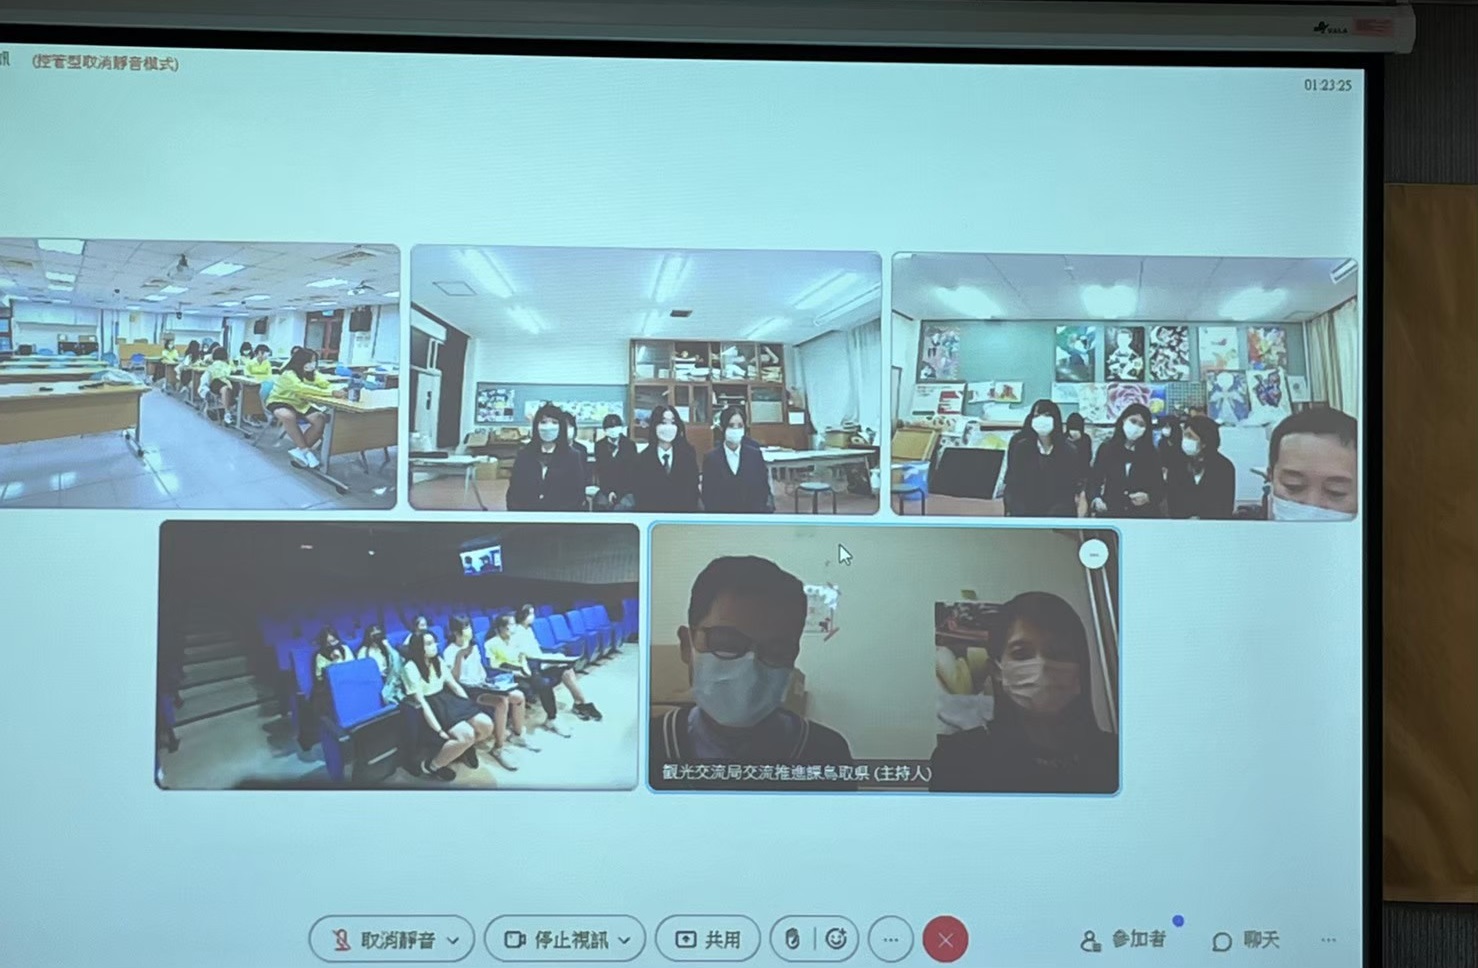 訊 (控管型取消靜音模式)
01:23:25
観光交流局交流推進課鳥取県 (主持人)
取消靜音
停止視訊
共用
參加者
聊天